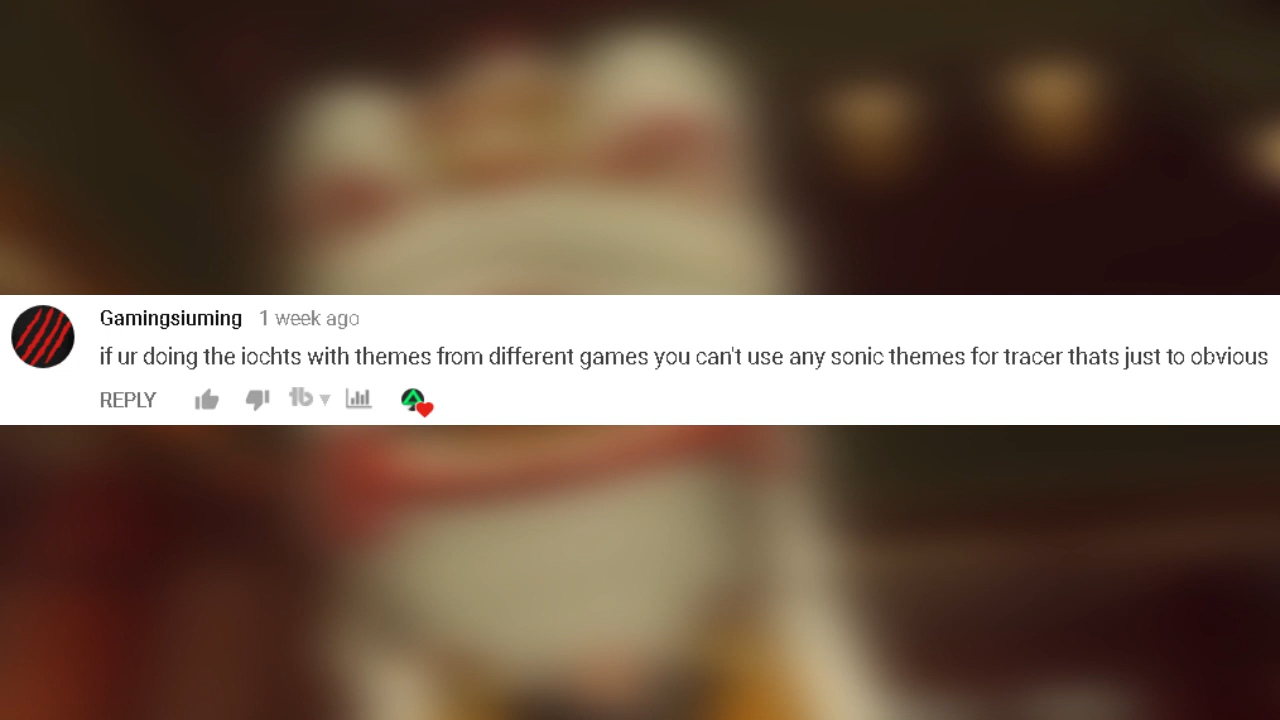 Gamingsiuming 1 week ago
if ur doing the iochts with themes from different games you can't use any sonic themes for tracer thats just to obvious
REPLY tb